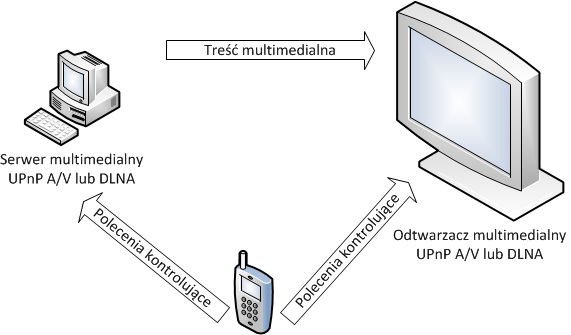 Treść multimedialna
Serwer multimedialny
UPnP A/V lub DLNA
Odtwarzacz multimedialny
UPnP A/V lub DLNA
Polecenia kontrolujące
Polecenia kontrolujące